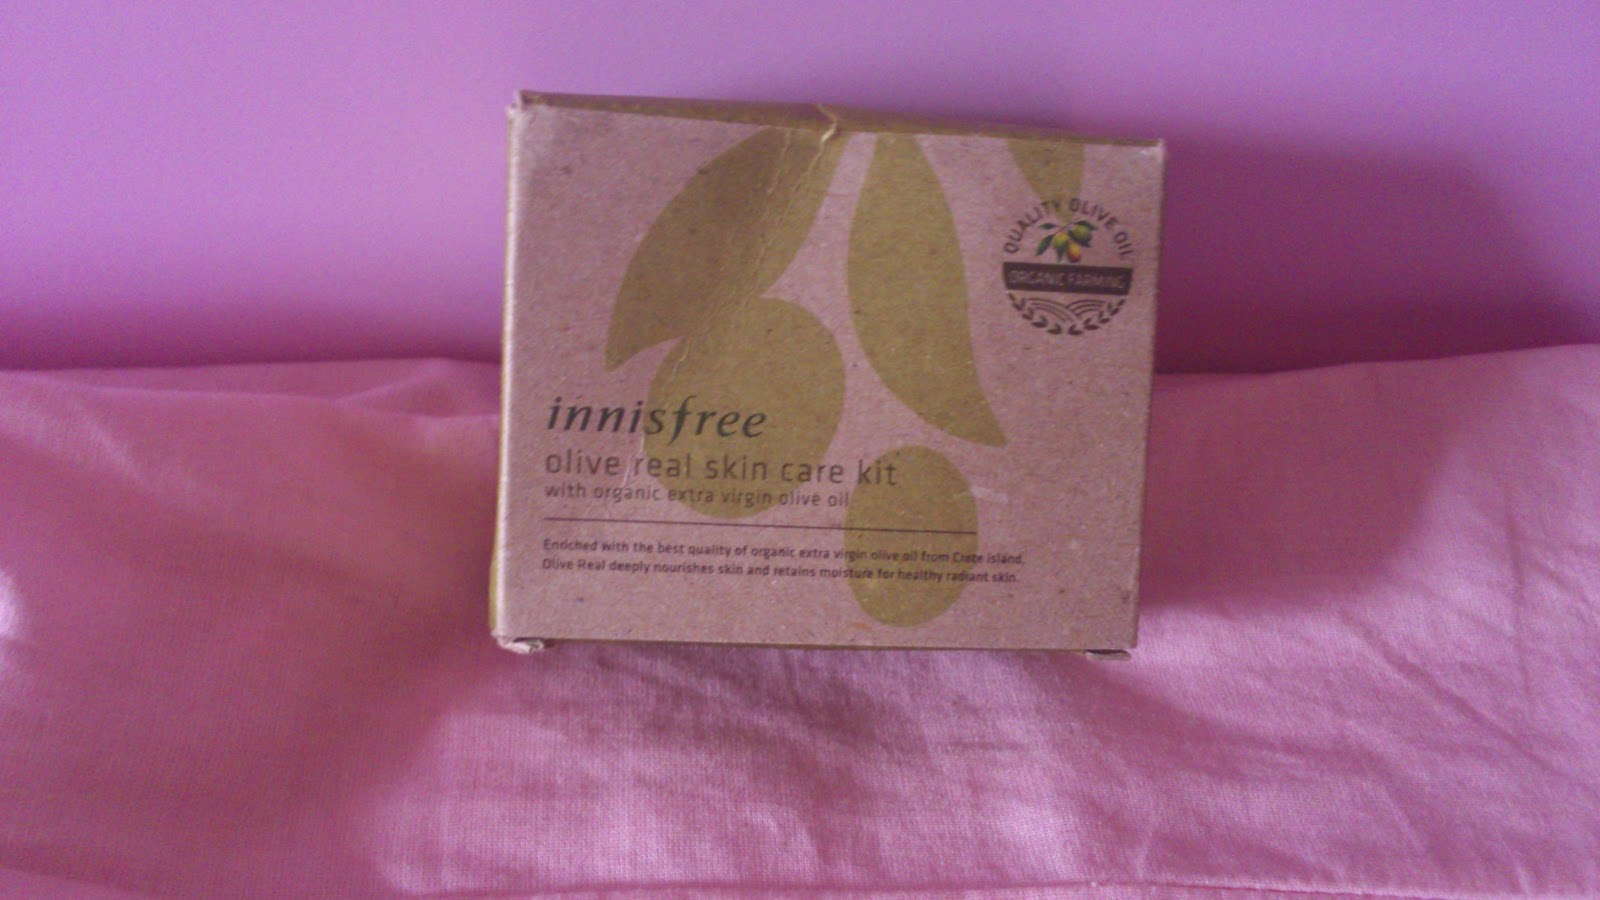 QUALITY OLIVE OIL
ORGANIC FARMING
innisfree
olive real skin care kit
with organic extra virgin olive oil
Enriched with the best quality of organic extra virgin olive oil from Crete island.
Olive Real deeply nourishes skin and retains moisture for healthy radiant skin.